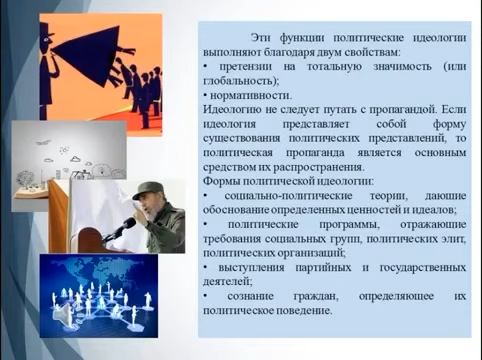 Эти функции политические идеологии
выполняют благодаря двум свойствам:
• претензии на тотальную значимость (или
глобальность);
• нормативности.
Идеологию не следует путать с пропагандой. Если
идеология представляет собой форму
существования политических представлений, то
политическая пропаганда является основным
средством их распространения.
Формы политической идеологии:
• социально-политические теории, дающие
обоснование определенных ценностей и идеалов;
• политические программы, отражающие
требования социальных групп, политических элит,
политических организаций;
• выступления партийных и государственных
деятелей;
• сознание граждан, определяющее их
политическое поведение.